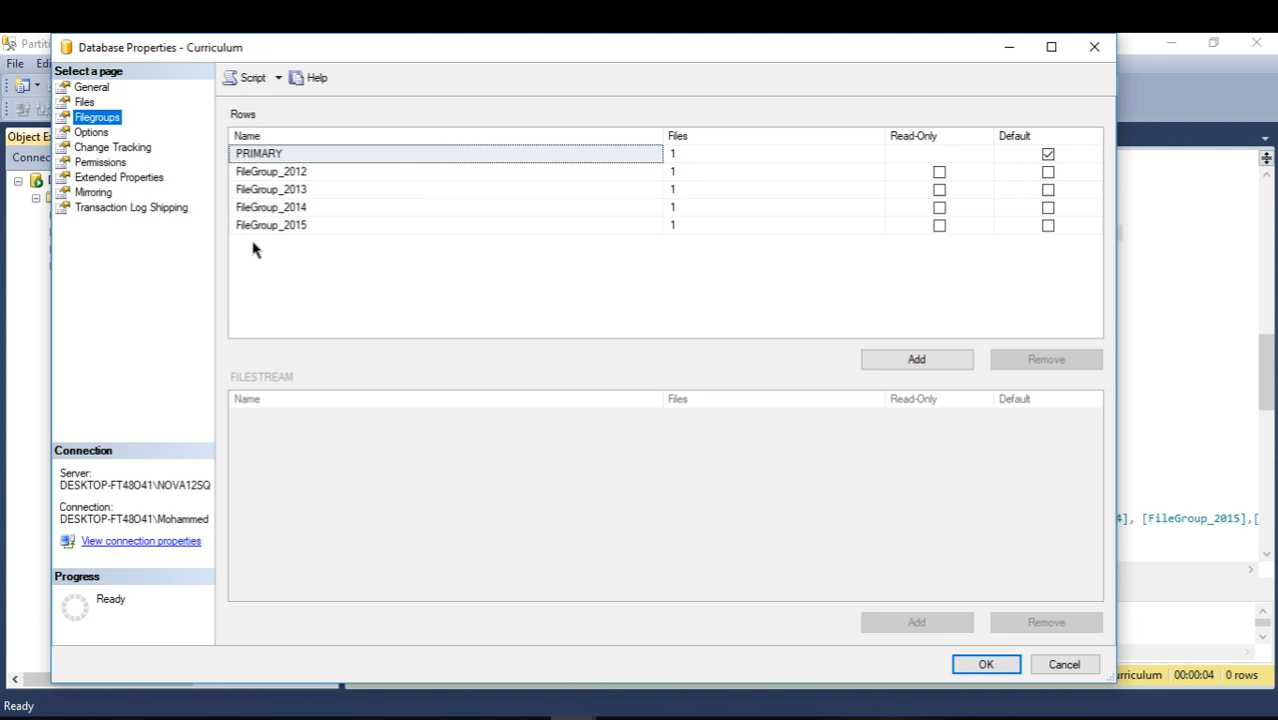 Partiti
Database Properties - Curriculum
File Edi
Select a page
General
Files
Filegroups
Options
Change Tracking
Permissions
Extended Properties
Mirroring
Transaction Log Shipping
Script
Help
Rows
Name Files Read-Only Default
PRIMARY 1
FileGroup_2012 1
FileGroup_2013 1
FileGroup_2014 1
FileGroup_2015 1
Add Remove
FILESTREAM
Name Files Read-Only Default
Add Remove
OK Cancel
Object Ex
Connec
Connection
Server:
DESKTOP-FT48O41\NOVA12SQ
Connection:
DESKTOP-FT48O41\Mohammed
View connection properties
Progress
Ready
4], [FileGroup_2015],[
urriculum 00:00:04 0 rows
Ready